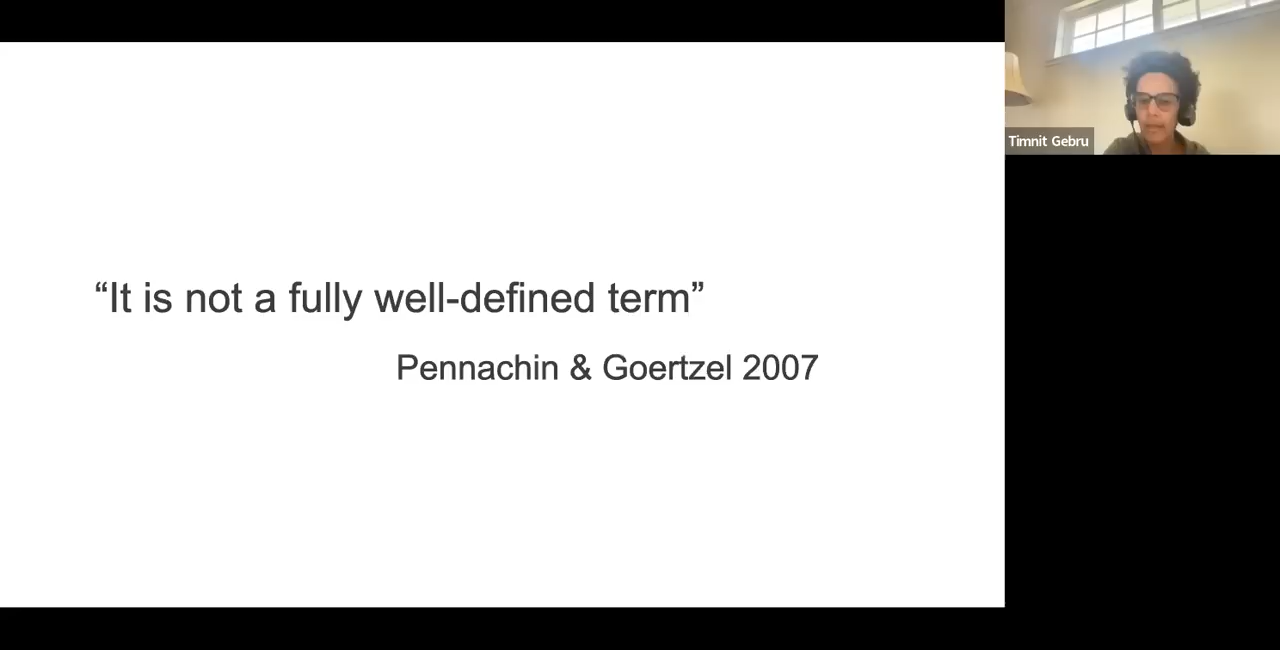 “It is not a fully well-defined term”
Pennachin & Goertzel 2007
Timnit Gebru